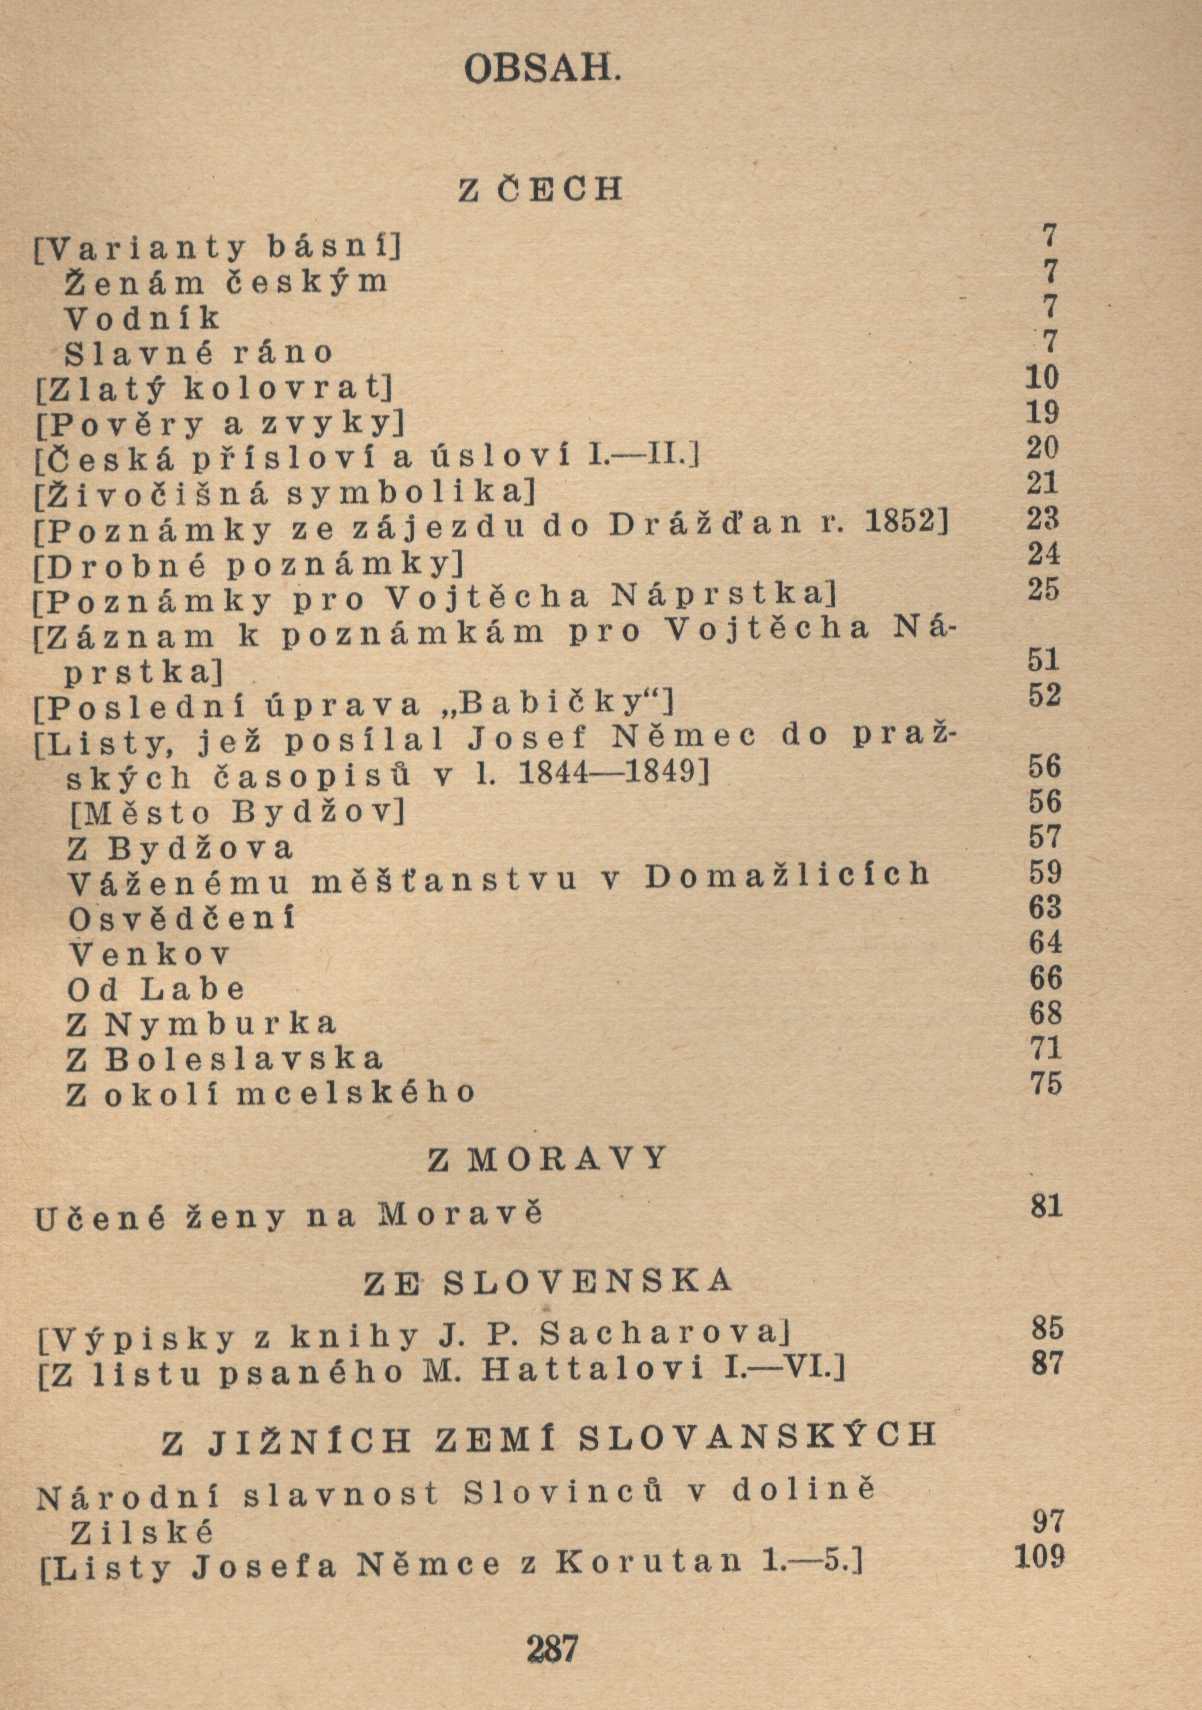 OBSAH.
Z ČECH
[Varianty básní] 7
Ženám českým 7
Vodník 7
Slavné ráno 7
[Zlatý kolovrat] 10
[Pověry a zvyky] 19
[Česká přísloví a úsloví I.—II.] 20
[Živočišná symbolika] 21
[Poznámky ze zájezdu do Drážďan r. 1852] 23
[Drobné poznámky] 24
[Poznámky pro Vojtěcha Náprstka] 25
[Záznam k poznámkám pro Vojtěcha Ná-
prstka] 51
[Poslední úprava „Babičky“] 52
[Listy, jež posílal Josef Němec do praž-
ských časopisů v l. 1844—1849] 56
[Město Bydžov] 56
Z Bydžova 57
Váženému měšťanstvu v Domažlicích 59
Osvědčení 63
Venkov 64
Od Labe 66
Z Nymburka 68
Z Boleslavska 71
Z okolí mcelského 75
Z MORAVY
Učené ženy na Moravě 81
ZE SLOVENSKA
[Výpisky z knihy J. P. Sacharova] 85
[Z listu psaného M. Hattalovi I.—VI.] 87
Z JIŽNÍCH ZEMÍ SLOVANSKÝCH
Národní slavnost Slovinců v dolině
Zilské 97
[Listy Josefa Němce z Korutan 1.—5.] 109
287